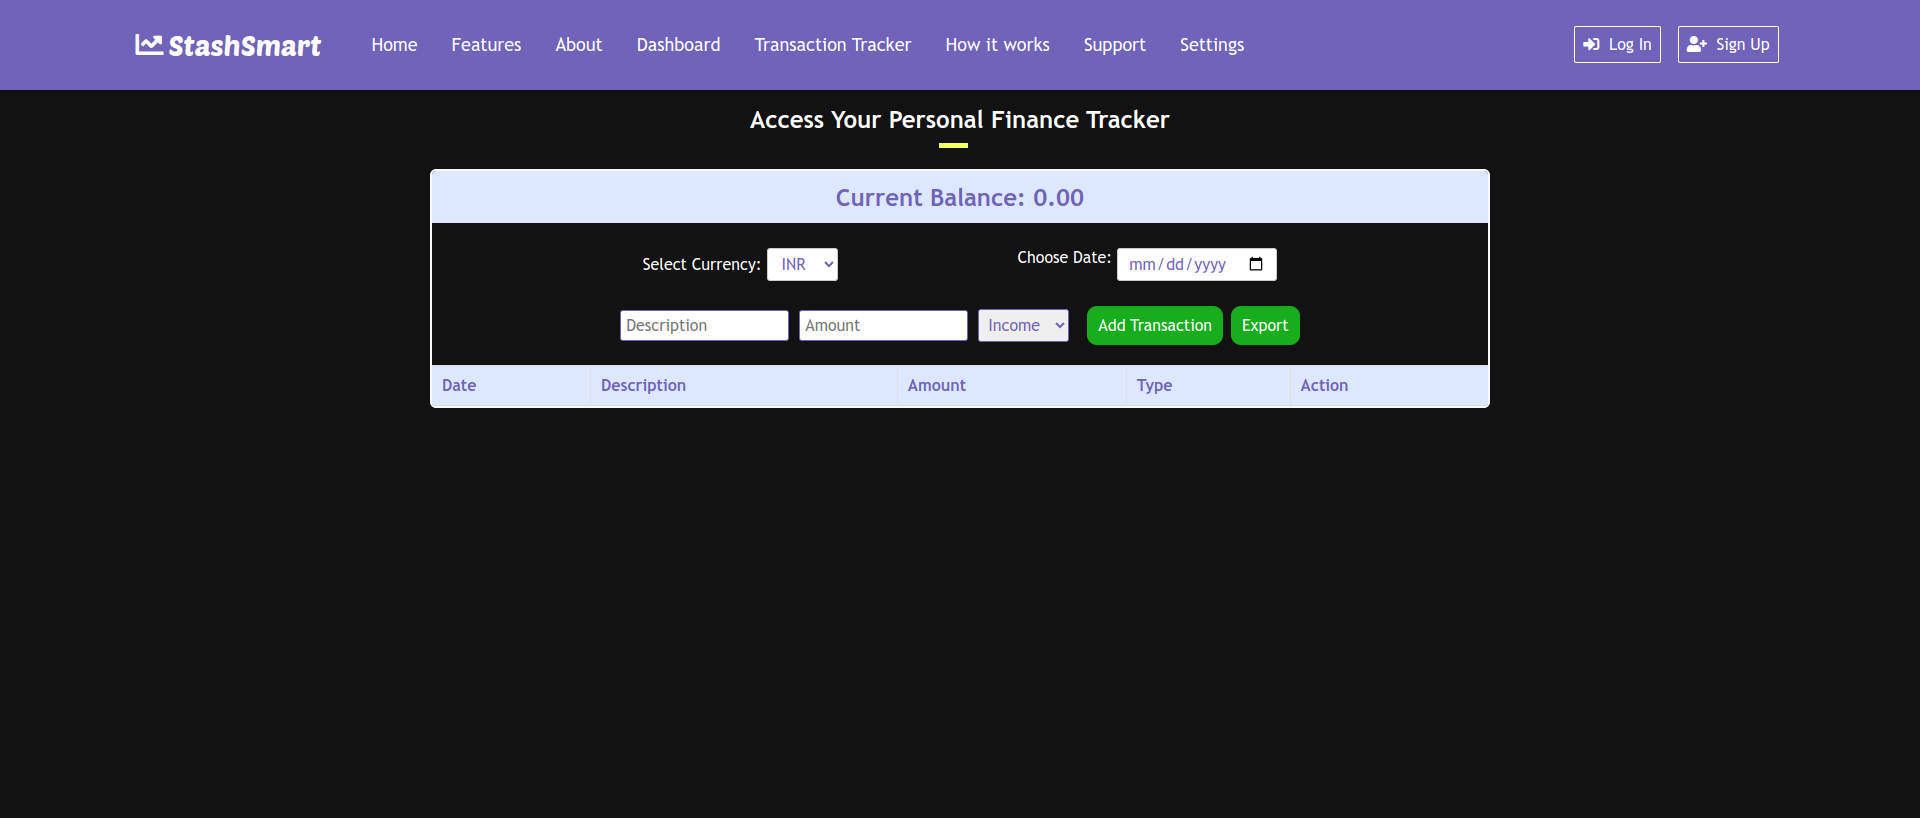 StashSmart Home Features About Dashboard Transaction Tracker How it works Support Settings Log In Sign Up
Access Your Personal Finance Tracker
Current Balance: 0.00
Select Currency: INR Choose Date: mm/dd/yyyy
Description Amount Income Add Transaction Export
Date Description Amount Type Action